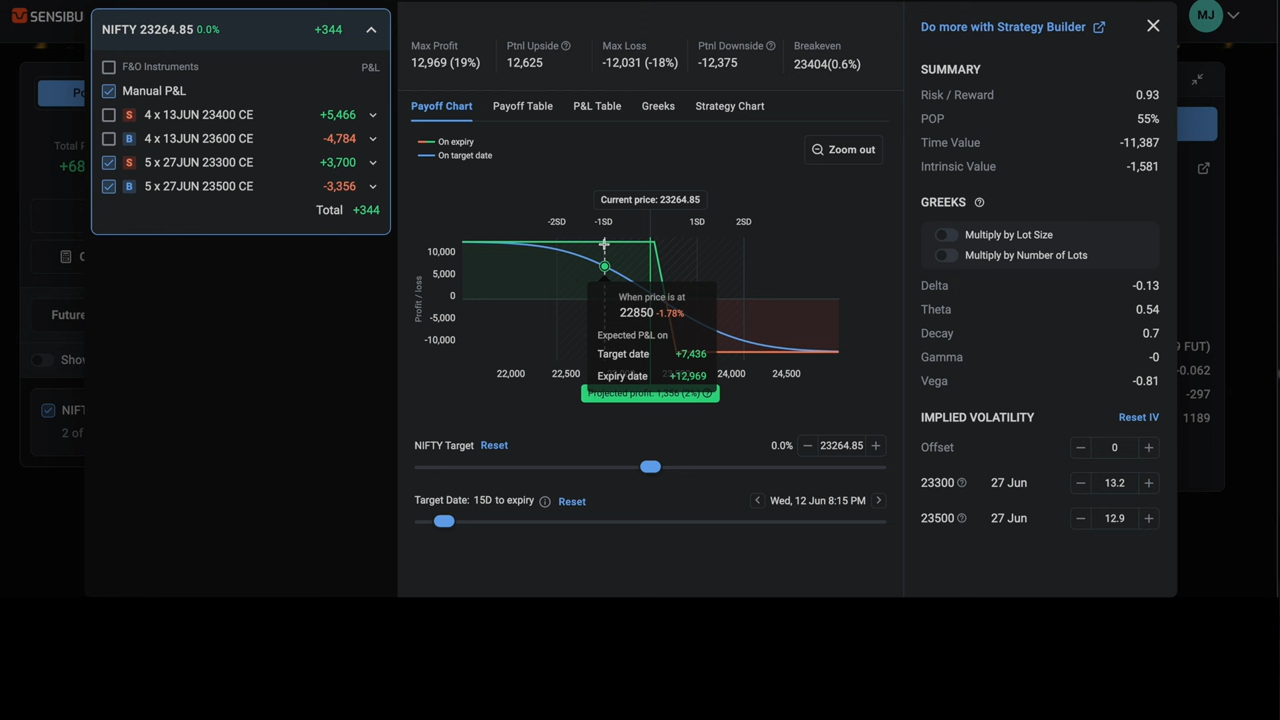 SENSIBU
NIFTY 23264.85 0.0% +344
F&O Instruments P&L
Manual P&L
S 4 x 13JUN 23400 CE +5,466
B 4 x 13JUN 23600 CE -4,784
S 5 x 27JUN 23300 CE +3,700
B 5 x 27JUN 23500 CE -3,356
Total +344
Total P
+68
Future
Show
NIFT
2 of
Max Profit Ptnl Upside Max Loss Ptnl Downside Breakeven
12,969 (19%) 12,625 -12,031 (-18%) -12,375 23404(0.6%)
Payoff Chart Payoff Table P&L Table Greeks Strategy Chart
On expiry
On target date
Zoom out
Current price: 23264.85
-2SD -1SD 1SD 2SD
Profit / loss
10,000
5,000
0
-5,000
-10,000
22,000 22,500 24,000 24,500
When price is at
22850 -1.78%
Expected P&L on
Target date +7,436
Expiry date +12,969
Projected profit: 1,356 (2%)
NIFTY Target Reset 0.0% − 23264.85 +
Target Date: 15D to expiry Reset < Wed, 12 Jun 8:15 PM >
Do more with Strategy Builder
SUMMARY
Risk / Reward 0.93
POP 55%
Time Value -11,387
Intrinsic Value -1,581
GREEKS
Multiply by Lot Size
Multiply by Number of Lots
Delta -0.13
Theta 0.54
Decay 0.7
Gamma -0
Vega -0.81
IMPLIED VOLATILITY Reset IV
Offset − 0 +
23300 27 Jun − 13.2 +
23500 27 Jun − 12.9 +
MJ
FUT)
-0.062
-297
1189